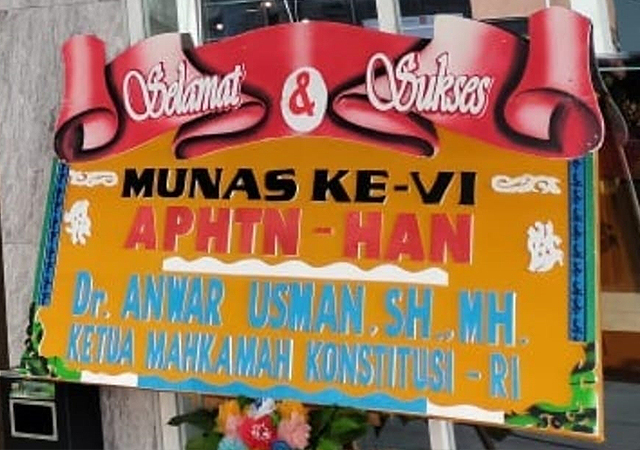 Selamat & Sukses
MUNAS KE-VI
APHTN - HAN
Dr. ANWAR USMAN, SH., MH.
KETUA MAHKAMAH KONSTITUSI - RI